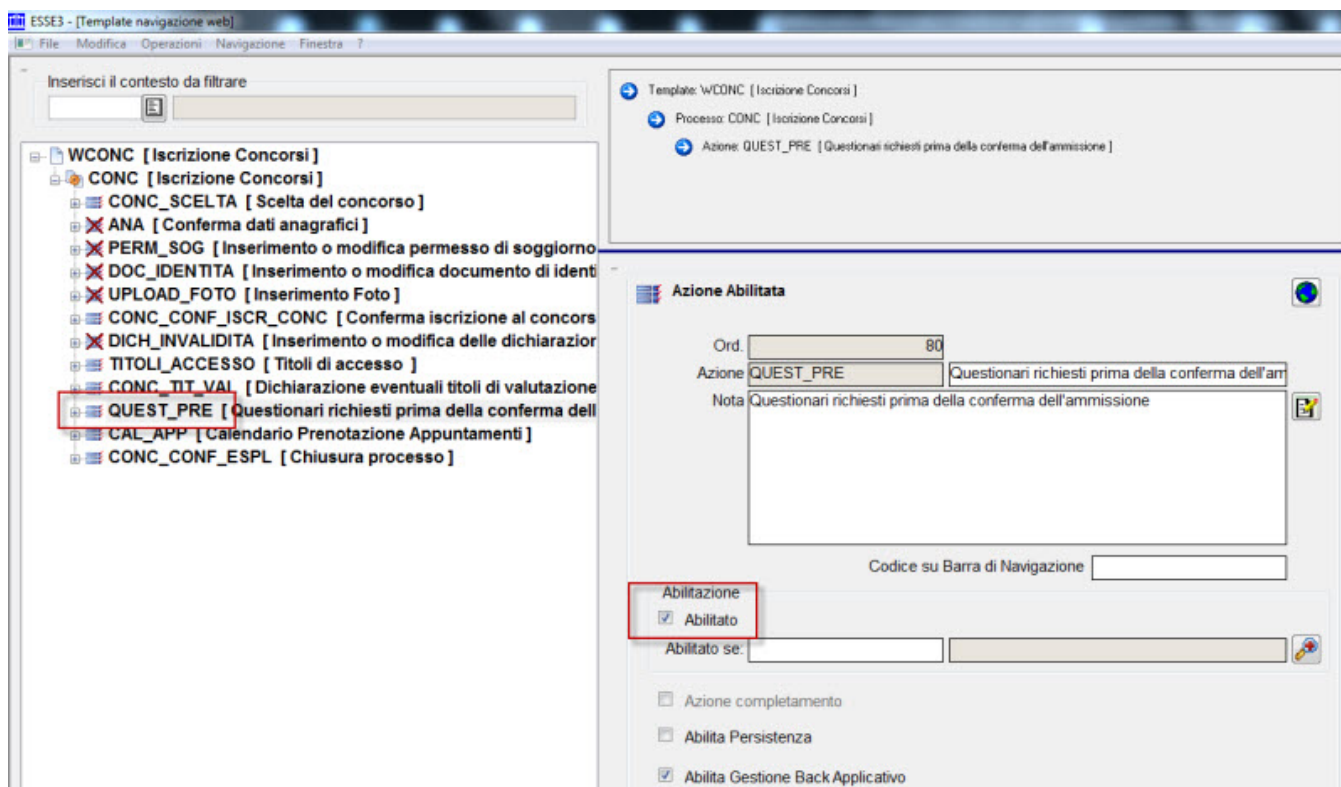 ESSE3 - [Template navigazione web]
File Modifica Operazioni Navigazione Finestra ?
Inserisci il contesto da filtrare
WCONC [ Iscrizione Concorsi ]
CONC [ Iscrizione Concorsi ]
CONC_SCELTA [ Scelta del concorso ]
ANA [ Conferma dati anagrafici ]
PERM_SOG [ Inserimento o modifica permesso di soggiorno
DOC_IDENTITA [ Inserimento o modifica documento di identi
UPLOAD_FOTO [ Inserimento Foto ]
CONC_CONF_ISCR_CONC [ Conferma iscrizione al concors
DICH_INVALIDITA [ Inserimento o modifica delle dichiarazior
TITOLI_ACCESSO [ Titoli di accesso ]
CONC_TIT_VAL [ Dichiarazione eventuali titoli di valutazione
QUEST_PRE [ Questionari richiesti prima della conferma dell
CAL_APP [ Calendario Prenotazione Appuntamenti ]
CONC_CONF_ESPL [ Chiusura processo ]
Template: WCONC [ Iscrizione Concorsi ]
Processo: CONC [ Iscrizione Concorsi ]
Azione: QUEST_PRE [ Questionari richiesti prima della conferma dell'ammissione ]
Azione Abilitata
Ord. 80
Azione QUEST_PRE Questionari richiesti prima della conferma dell'am
Nota Questionari richiesti prima della conferma dell'ammissione
Codice su Barra di Navigazione
Abilitazione
Abilitato
Abilitato se:
Azione completamento
Abilita Persistenza
Abilita Gestione Back Applicativo